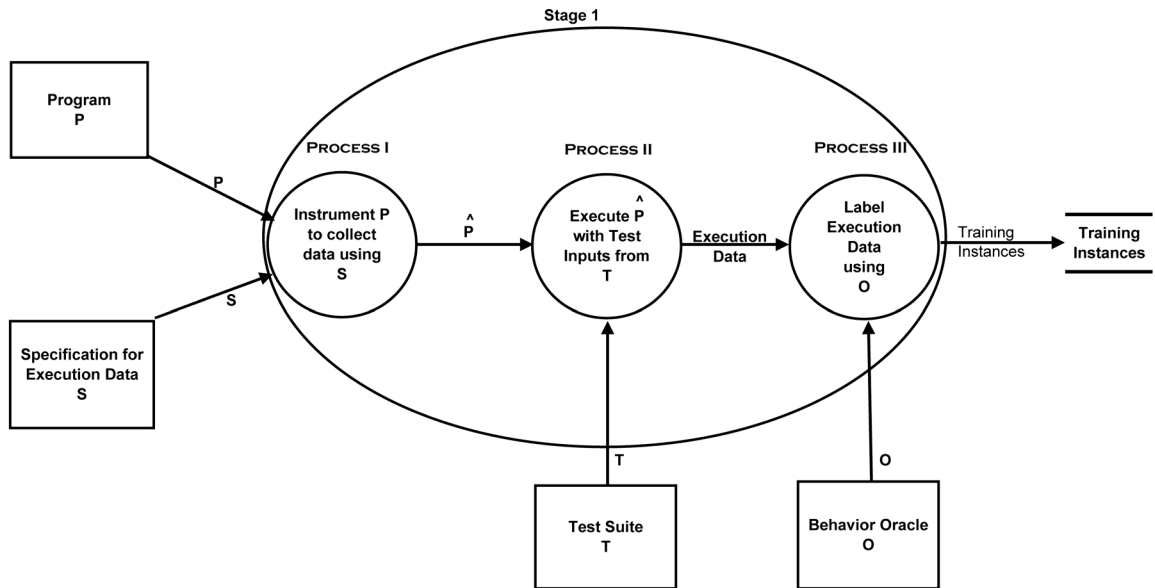 Stage 1
Program
P
PROCESS I
PROCESS II
PROCESS III
P
Instrument P
to collect
data using
S
P̂
Execute P̂
with Test
Inputs from
T
Execution
Data
Label
Execution
Data
using
O
Training
Instances
Training
Instances
S
Specification for
Execution Data
S
T
O
Test Suite
T
Behavior Oracle
O